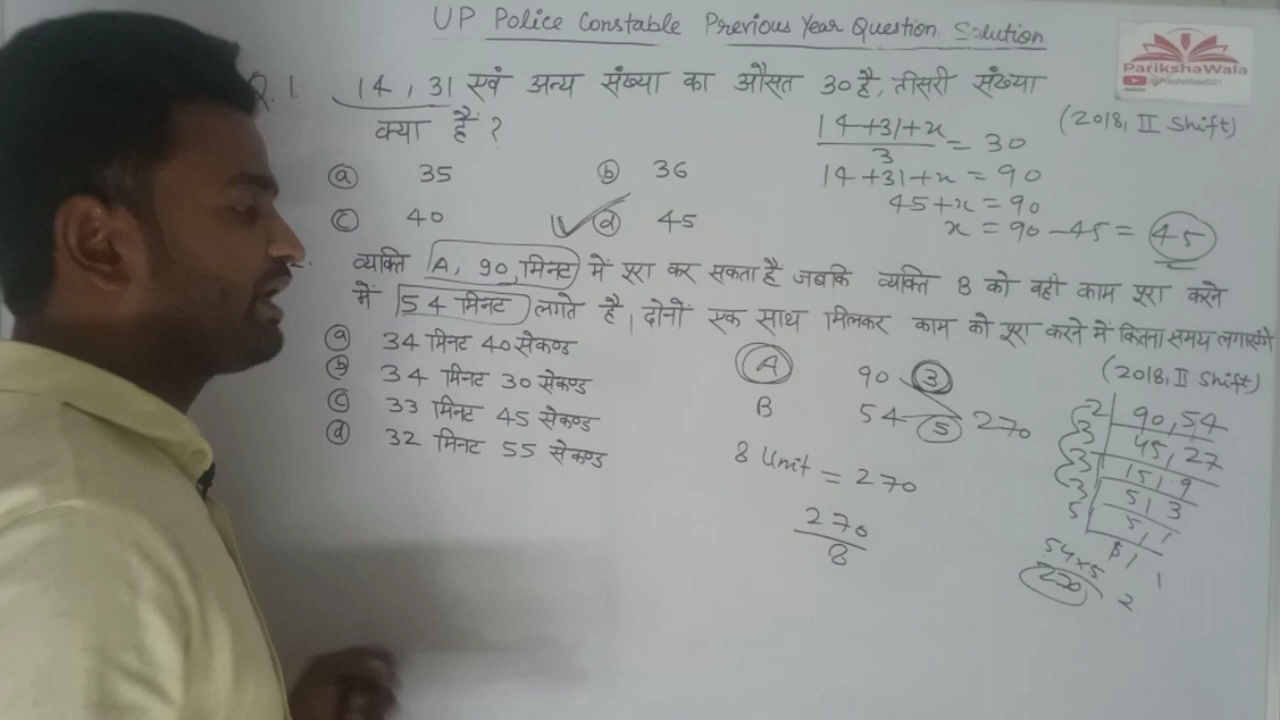 UP Police Constable Previous Year Question Solution
ParikshaWala
Q.1. 14, 31 एवं अन्य संख्या का औसत 30 है, तीसरी संख्या
क्या है ?
(2018, II Shift)
ⓐ 35 ⓑ 36
ⓒ 40 ⓓ 45
14+31+x / 3 = 30
14+31+x = 90
45+x = 90
x = 90-45 = 45
व्यक्ति A, 90, मिनट में पूरा कर सकता है जबकि व्यक्ति B को वही काम पूरा करने
में 54 मिनट लगते है, दोनों एक साथ मिलकर काम को पूरा करने में कितना समय लगाएंगे
(2018, II Shift)
ⓐ 34 मिनट 40 सेकण्ड
ⓑ 34 मिनट 30 सेकण्ड
ⓒ 33 मिनट 45 सेकण्ड
ⓓ 32 मिनट 55 सेकण्ड
A 90 3
B 54 5 270
8 Unit = 270
270
8
2 90, 54
3 45, 27
3 15, 9
3 5, 3
5 5, 1
1, 1
54×5
270